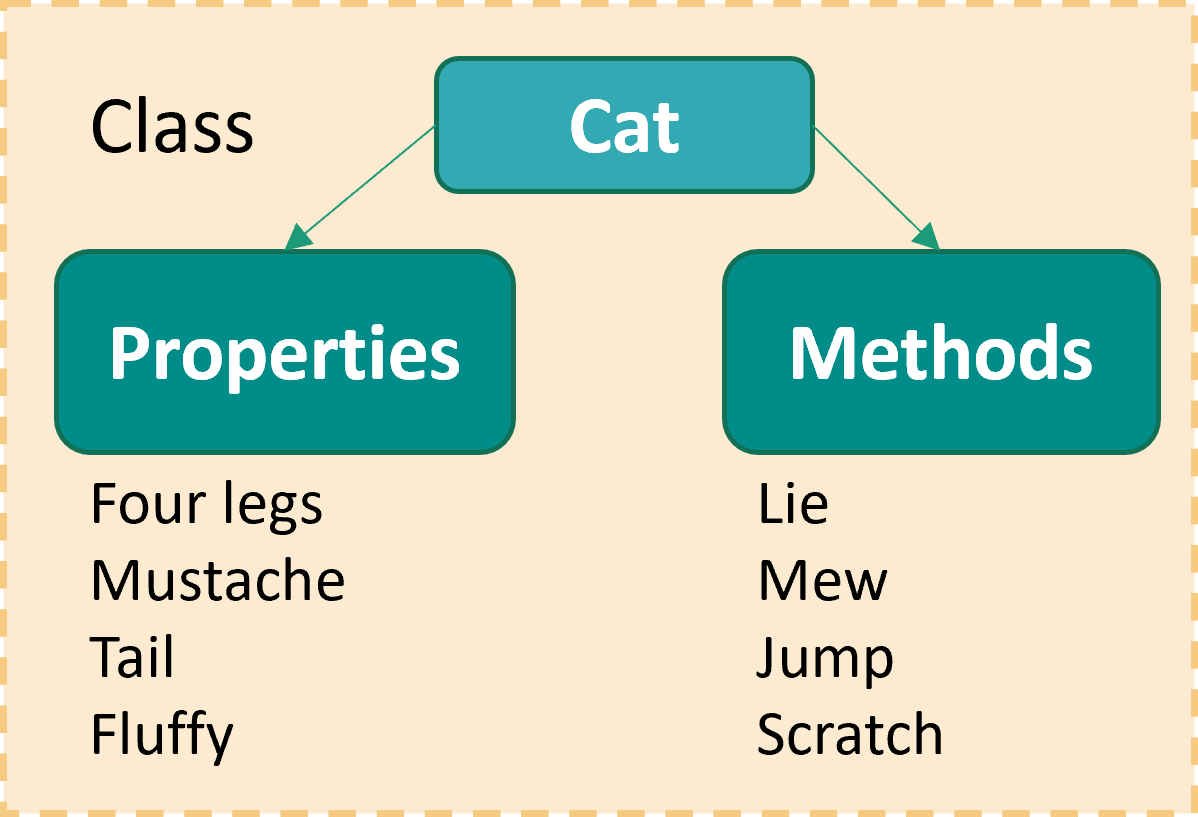 Class
Cat
Properties
Methods
Four legs
Mustache
Tail
Fluffy
Lie
Mew
Jump
Scratch